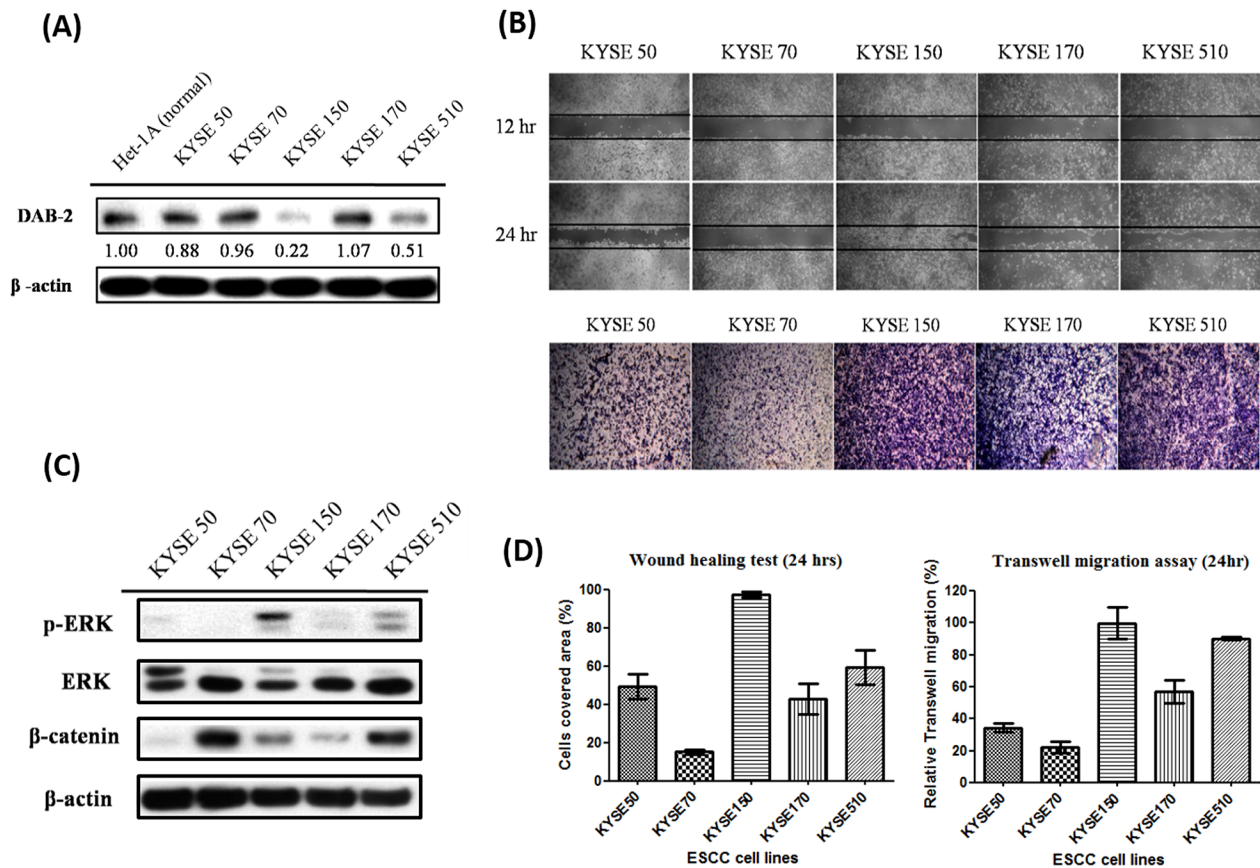 (A)
Het-1A (normal) KYSE 50 KYSE 70 KYSE 150 KYSE 170 KYSE 510
DAB-2
1.00 0.88 0.96 0.22 1.07 0.51
β -actin
(B)
KYSE 50 KYSE 70 KYSE 150 KYSE 170 KYSE 510
12 hr
24 hr
KYSE 50 KYSE 70 KYSE 150 KYSE 170 KYSE 510
(C)
KYSE 50 KYSE 70 KYSE 150 KYSE 170 KYSE 510
p-ERK
ERK
β-catenin
β-actin
(D)
Wound healing test (24 hrs)
Cells covered area (%)
100
80
60
40
20
0
KYSE50 KYSE70 KYSE150 KYSE170 KYSE510
ESCC cell lines
Transwell migration assay (24hr)
Relative Transwell migration (%)
120
100
80
60
40
20
0
KYSE50 KYSE70 KYSE150 KYSE170 KYSE510
ESCC cell lines